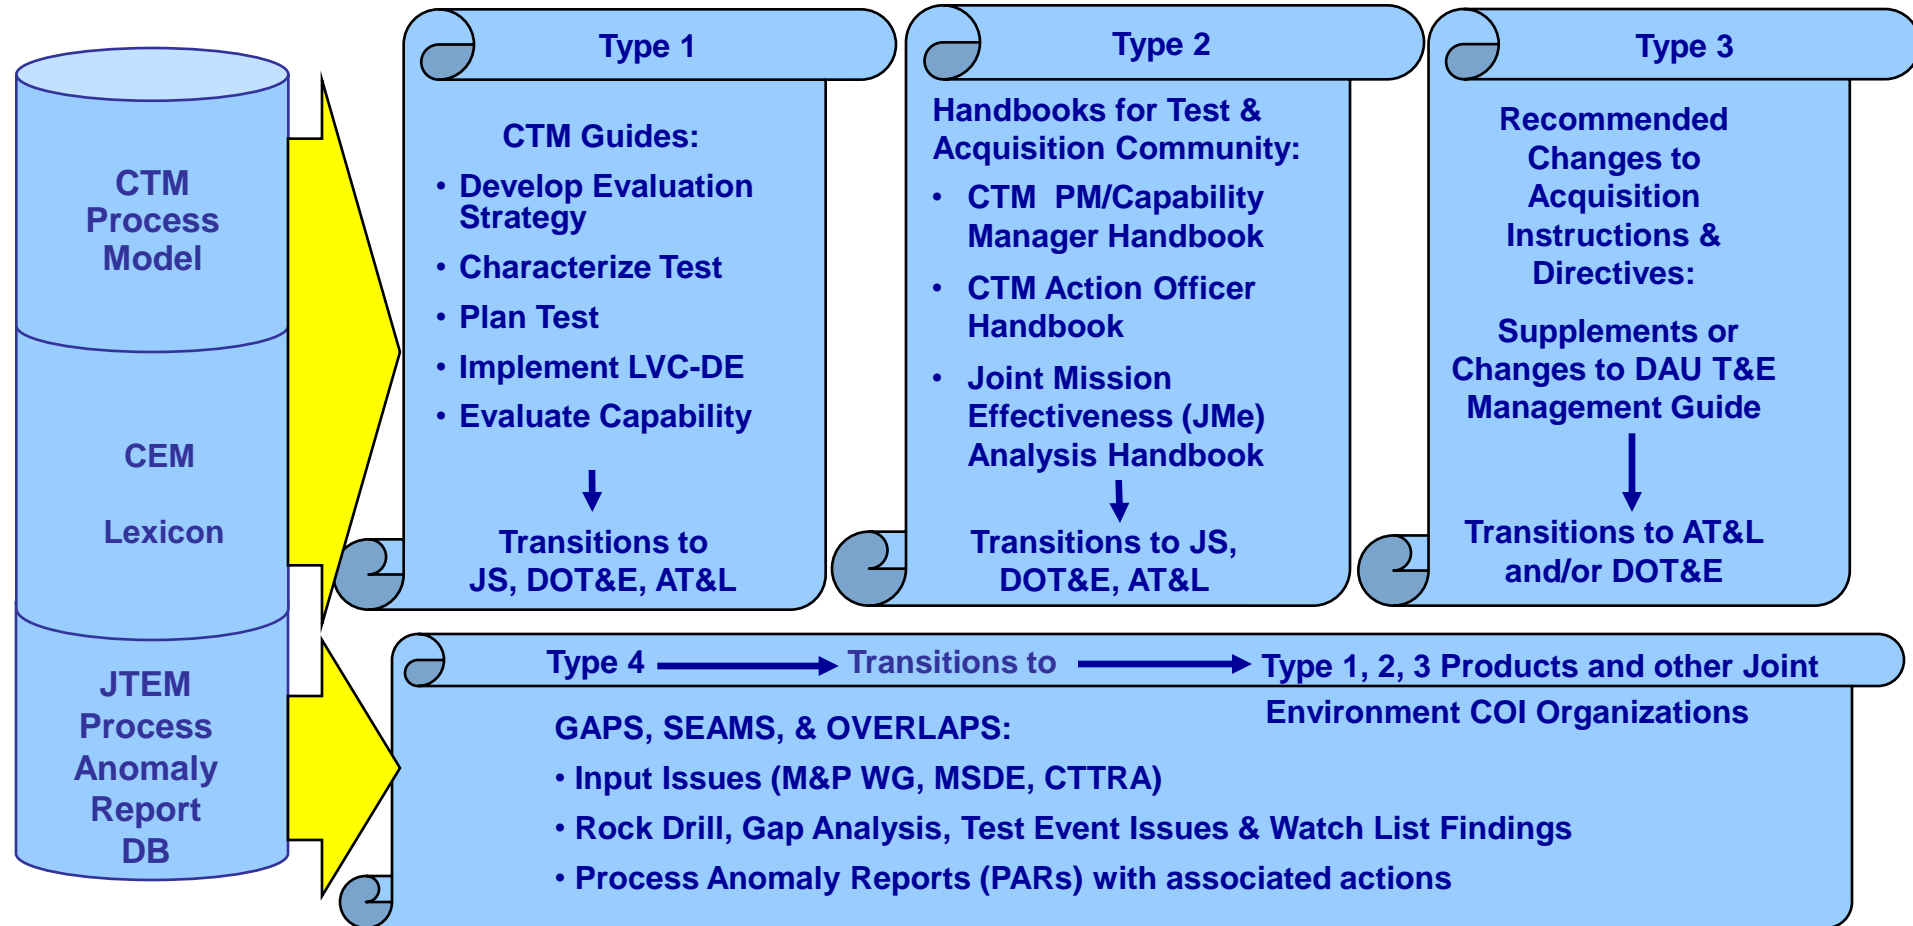 CTM
Process
Model
CEM
Lexicon
JTEM
Process
Anomaly
Report
DB
Type 1
CTM Guides:
• Develop Evaluation
Strategy
• Characterize Test
• Plan Test
• Implement LVC-DE
• Evaluate Capability
Transitions to
JS, DOT&E, AT&L
Type 2
Handbooks for Test &
Acquisition Community:
• CTM PM/Capability
Manager Handbook
• CTM Action Officer
Handbook
• Joint Mission
Effectiveness (JMe)
Analysis Handbook
Transitions to JS,
DOT&E, AT&L
Type 3
Recommended
Changes to
Acquisition
Instructions &
Directives:
Supplements or
Changes to DAU T&E
Management Guide
Transitions to AT&L
and/or DOT&E
Type 4
Transitions to
Type 1, 2, 3 Products and other Joint
Environment COI Organizations
GAPS, SEAMS, & OVERLAPS:
• Input Issues (M&P WG, MSDE, CTTRA)
• Rock Drill, Gap Analysis, Test Event Issues & Watch List Findings
• Process Anomaly Reports (PARs) with associated actions